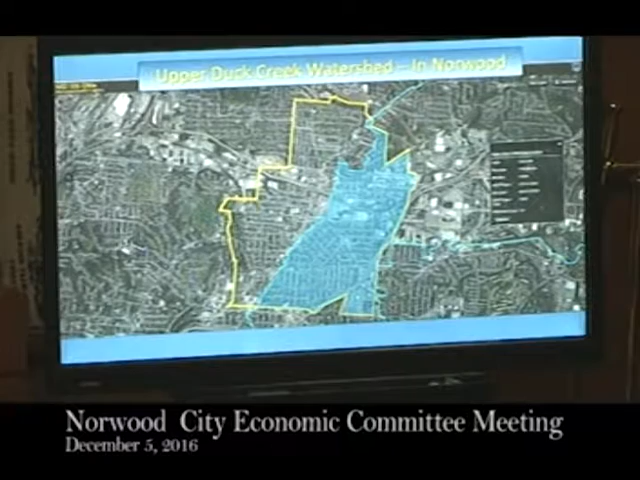 Upper Duck Creek Watershed - In Norwood
Norwood City Economic Committee Meeting
December 5, 2016